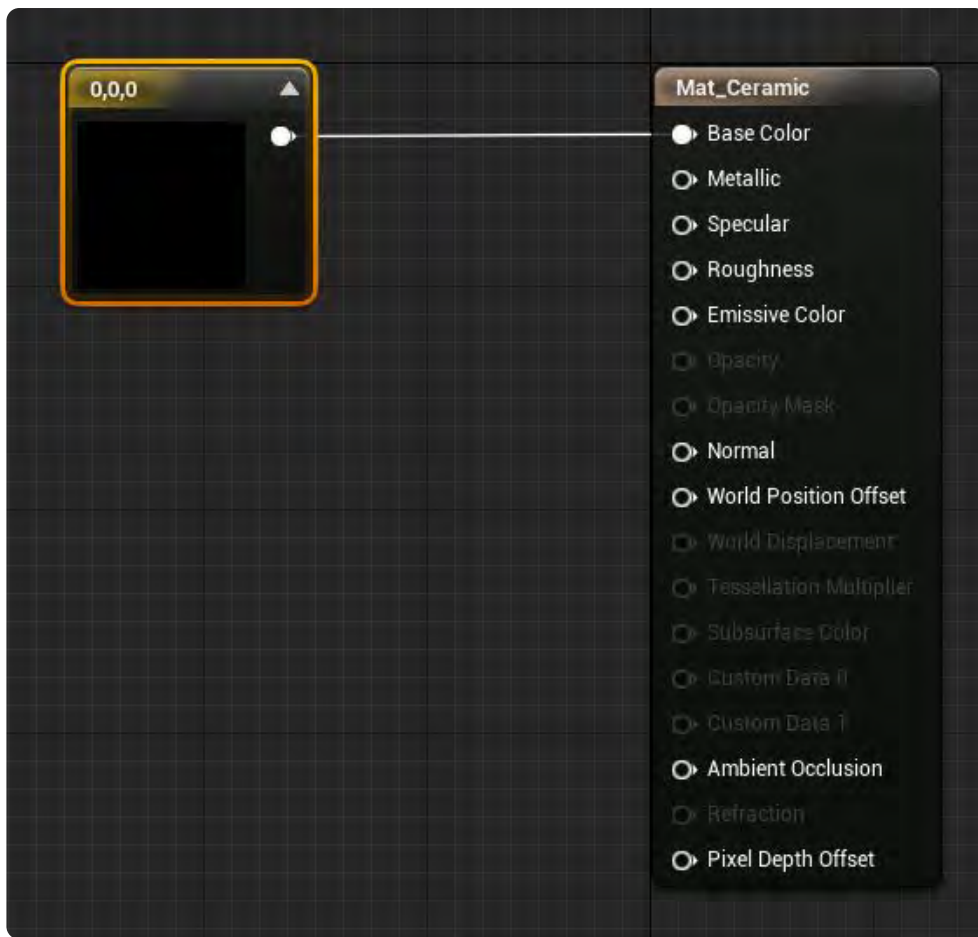 0,0,0
Mat_Ceramic
Base Color
Metallic
Specular
Roughness
Emissive Color
Opacity
Opacity Mask
Normal
World Position Offset
World Displacement
Tessellation Multiplier
Subsurface Color
Custom Data 0
Custom Data 1
Ambient Occlusion
Refraction
Pixel Depth Offset